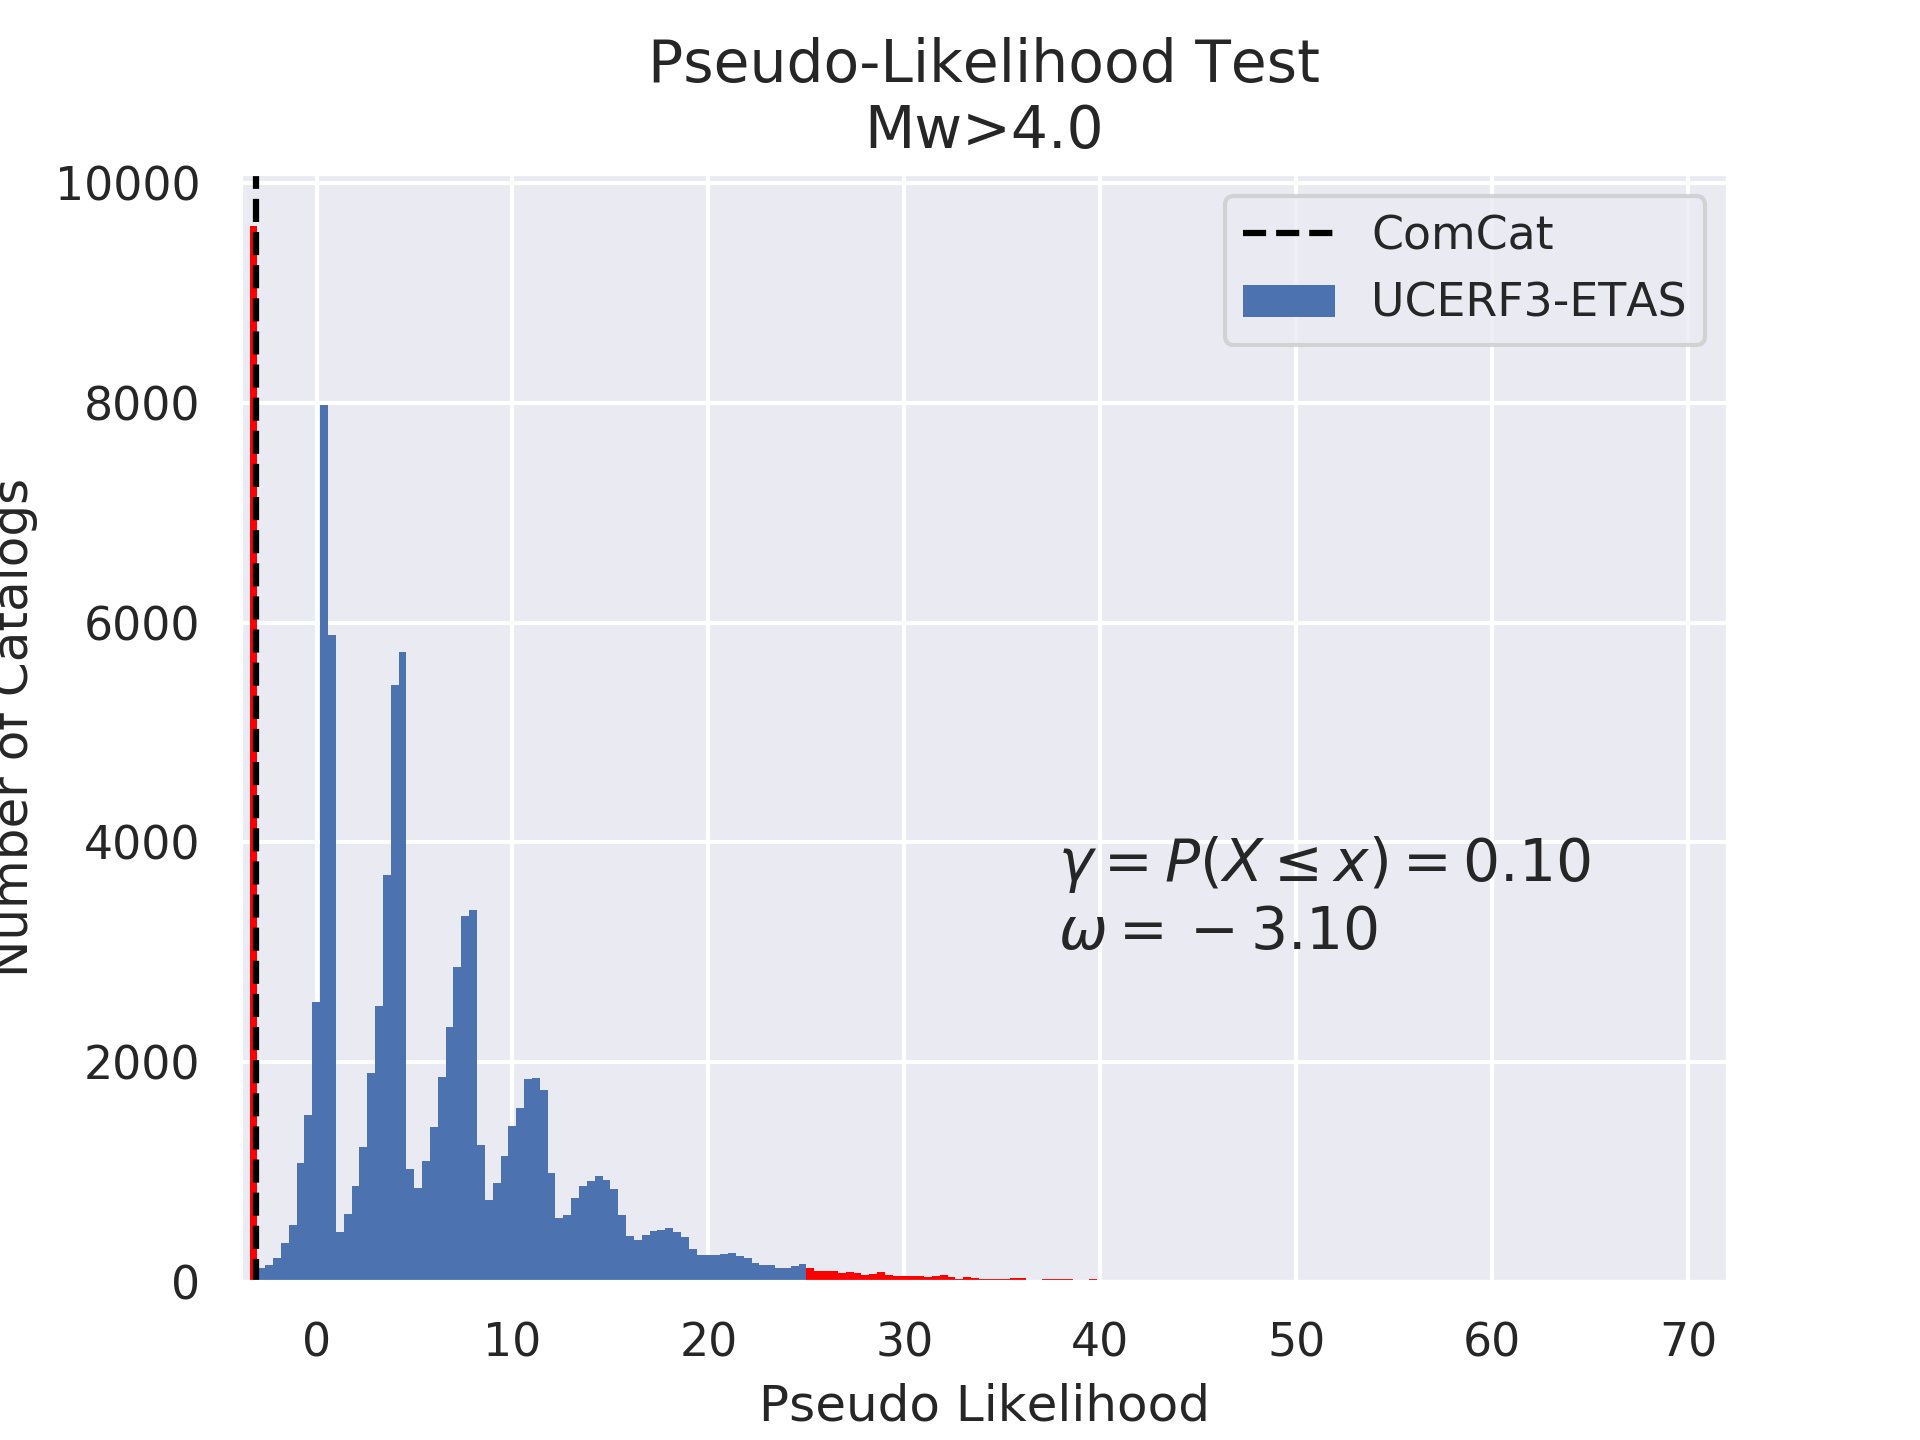 Pseudo-Likelihood Test
Mw>4.0
10000
8000
6000
4000
2000
0
Number of Catalogs
ComCat
UCERF3-ETAS
γ = P(X ≤ x) = 0.10
ω = − 3.10
0 10 20 30 40 50 60 70
Pseudo Likelihood